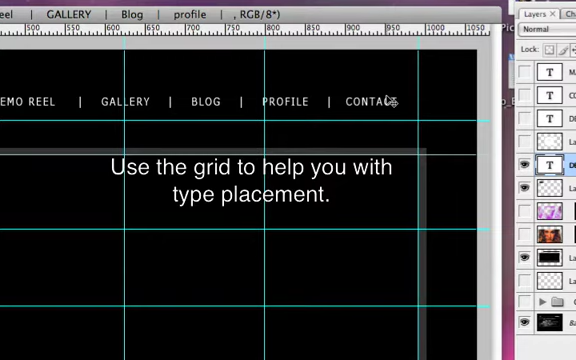 GALLERY | Blog | profile | , RGB/8*)
500 550 600 650 700 750 800 850 900 950 1000 1050
Layers
Normal
Lock:
EMO REEL | GALLERY | BLOG | PROFILE | CONTACT
Use the grid to help you with
type placement.